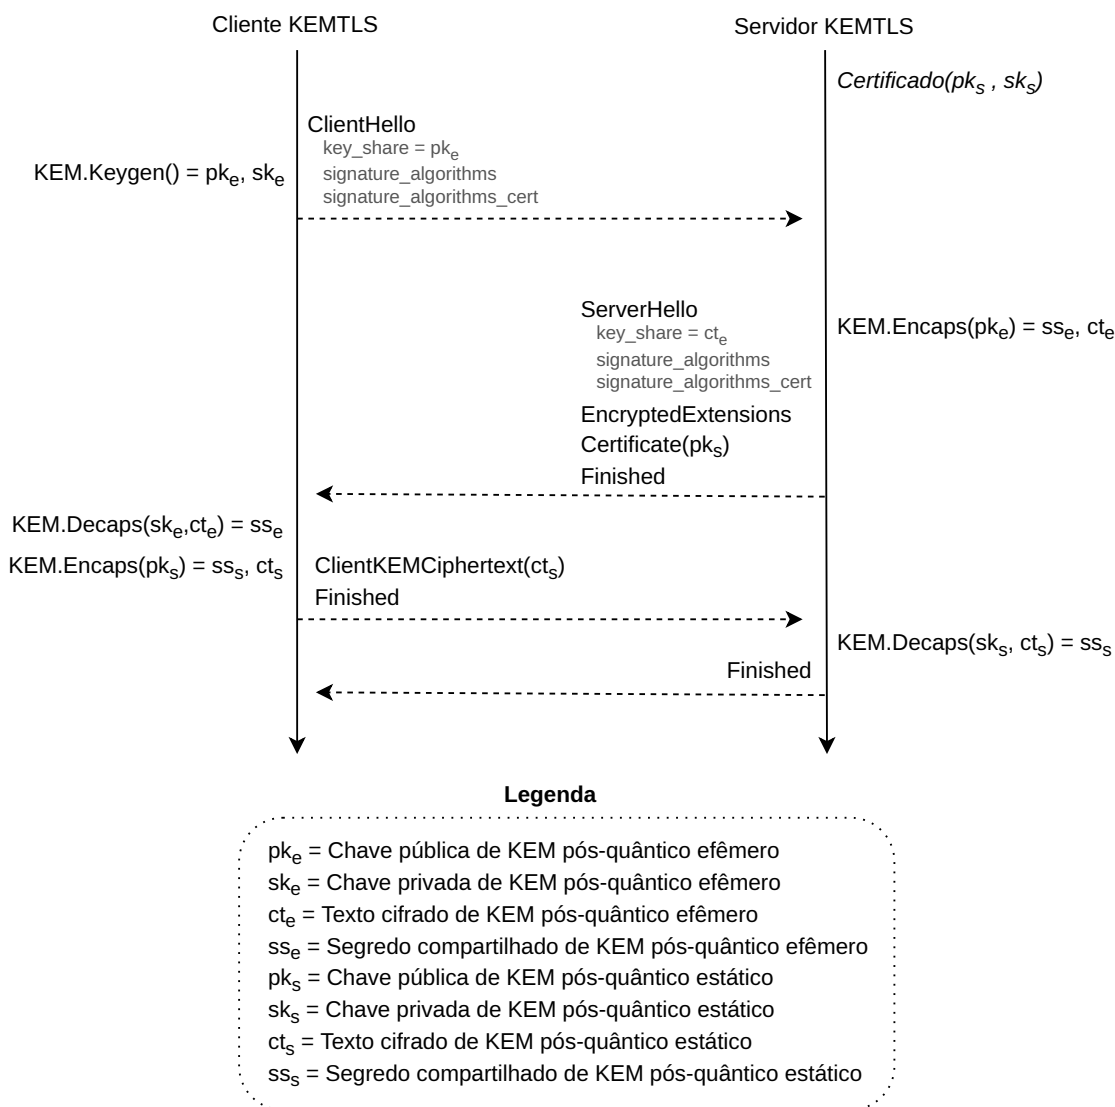 Cliente KEMTLS
Servidor KEMTLS
Certificado(pks , sks)
ClientHello
key_share = pke
signature_algorithms
signature_algorithms_cert
KEM.Keygen() = pke, ske
ServerHello
key_share = cte
signature_algorithms
signature_algorithms_cert
KEM.Encaps(pke) = sse, cte
EncryptedExtensions
Certificate(pks)
Finished
KEM.Decaps(ske,cte) = sse
KEM.Encaps(pks) = sss, cts
ClientKEMCiphertext(cts)
Finished
KEM.Decaps(sks, cts) = sss
Finished
Legenda
pke = Chave pública de KEM pós-quântico efêmero
ske = Chave privada de KEM pós-quântico efêmero
cte = Texto cifrado de KEM pós-quântico efêmero
sse = Segredo compartilhado de KEM pós-quântico efêmero
pks = Chave pública de KEM pós-quântico estático
sks = Chave privada de KEM pós-quântico estático
cts = Texto cifrado de KEM pós-quântico estático
sss = Segredo compartilhado de KEM pós-quântico estático